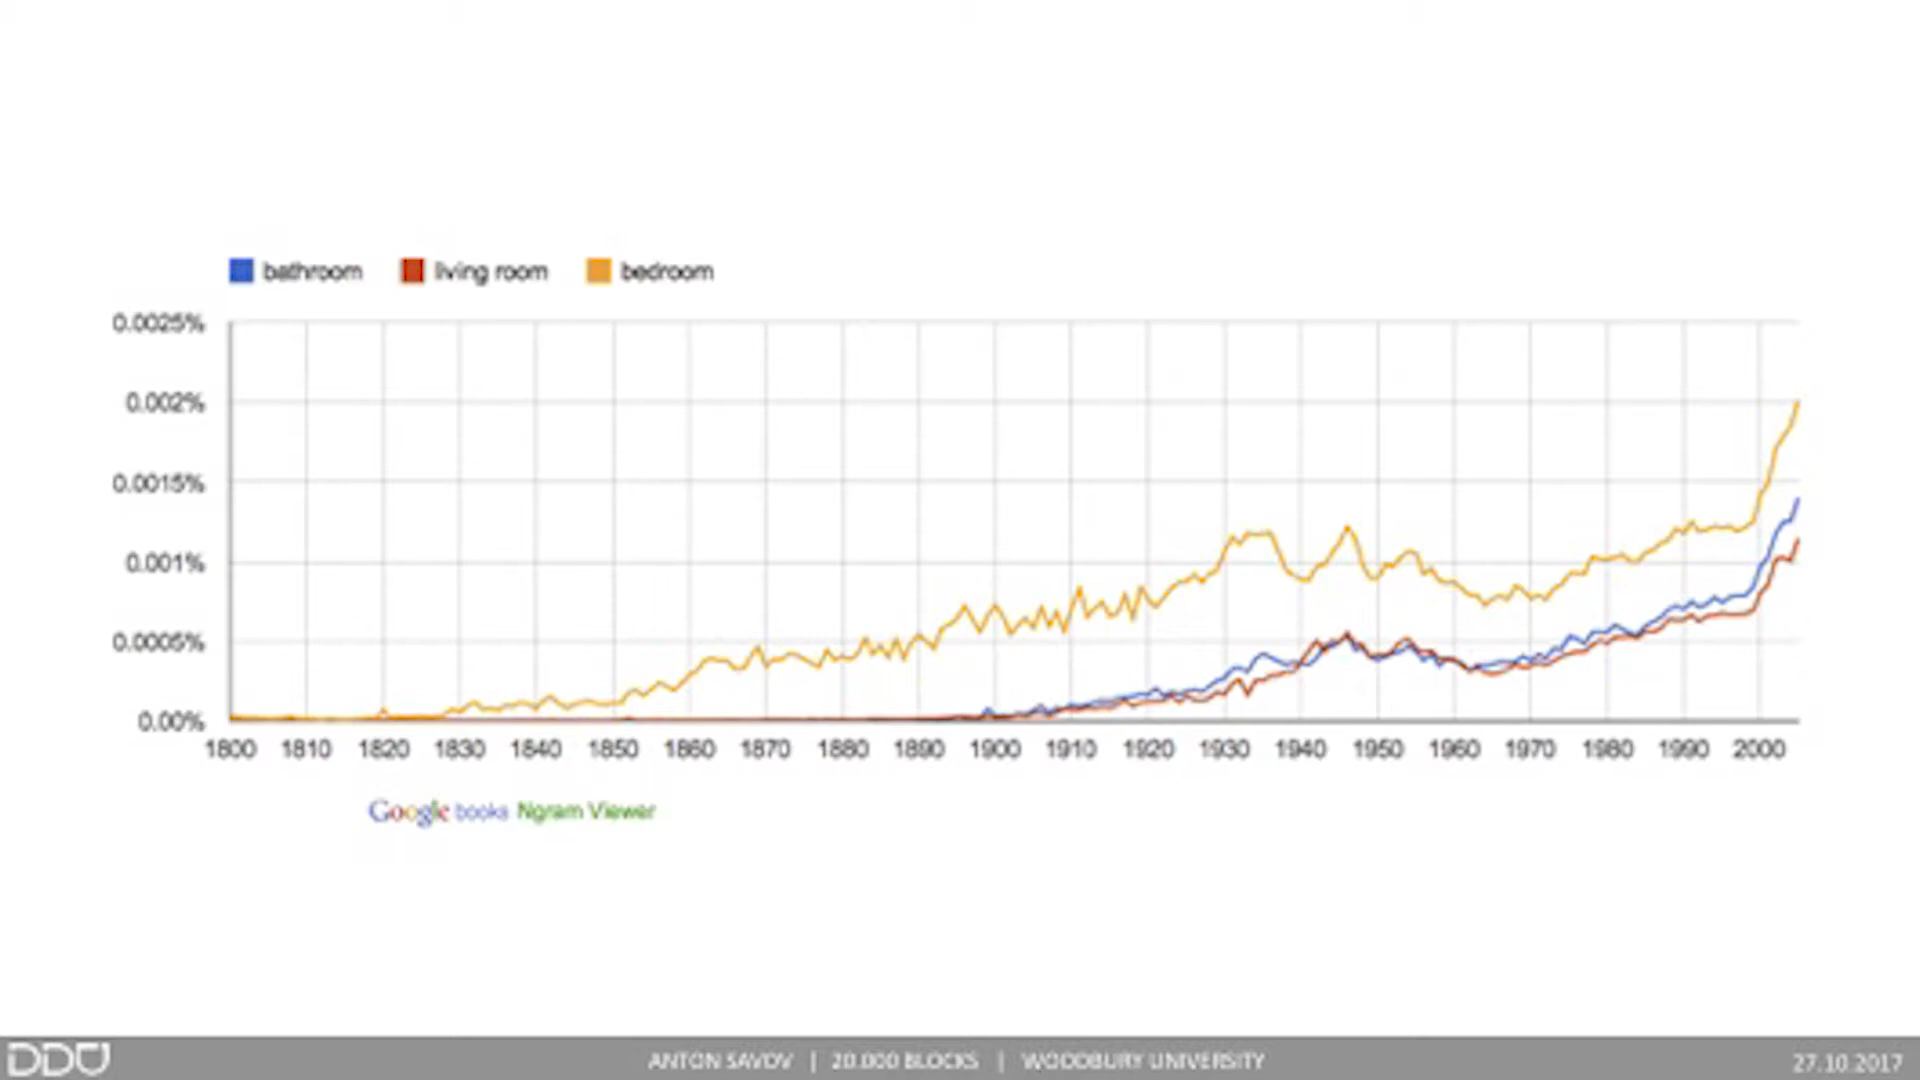 bathroom living room bedroom
0.0025%
0.002%
0.0015%
0.001%
0.0005%
0.00%
1800 1810 1820 1830 1840 1850 1860 1870 1880 1890 1900 1910 1920 1930 1940 1950 1960 1970 1980 1990 2000
Google books Ngram Viewer
DDU ANTON SAVOV | 20.000 BLOCKS | WOODBURY UNIVERSITY 27.10.2017